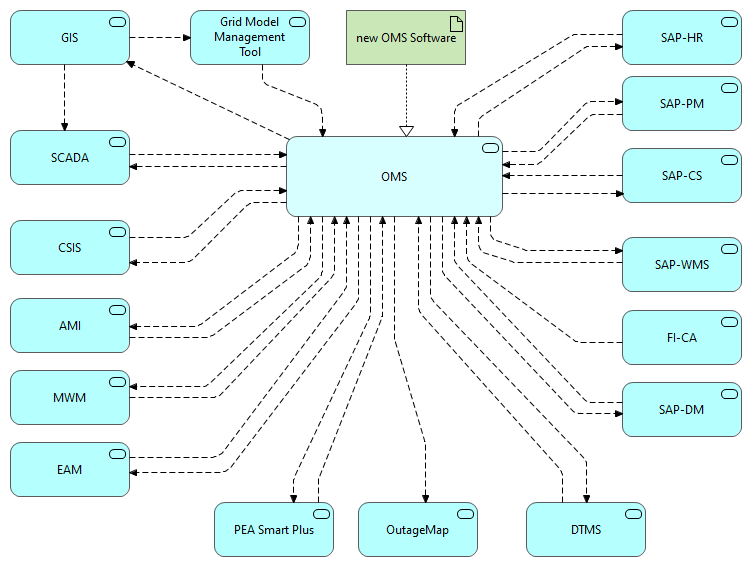 GIS
Grid Model
Management
Tool
new OMS Software
SAP-HR
SAP-PM
SCADA
OMS
SAP-CS
CSIS
SAP-WMS
AMI
FI-CA
MWM
SAP-DM
EAM
PEA Smart Plus
OutageMap
DTMS